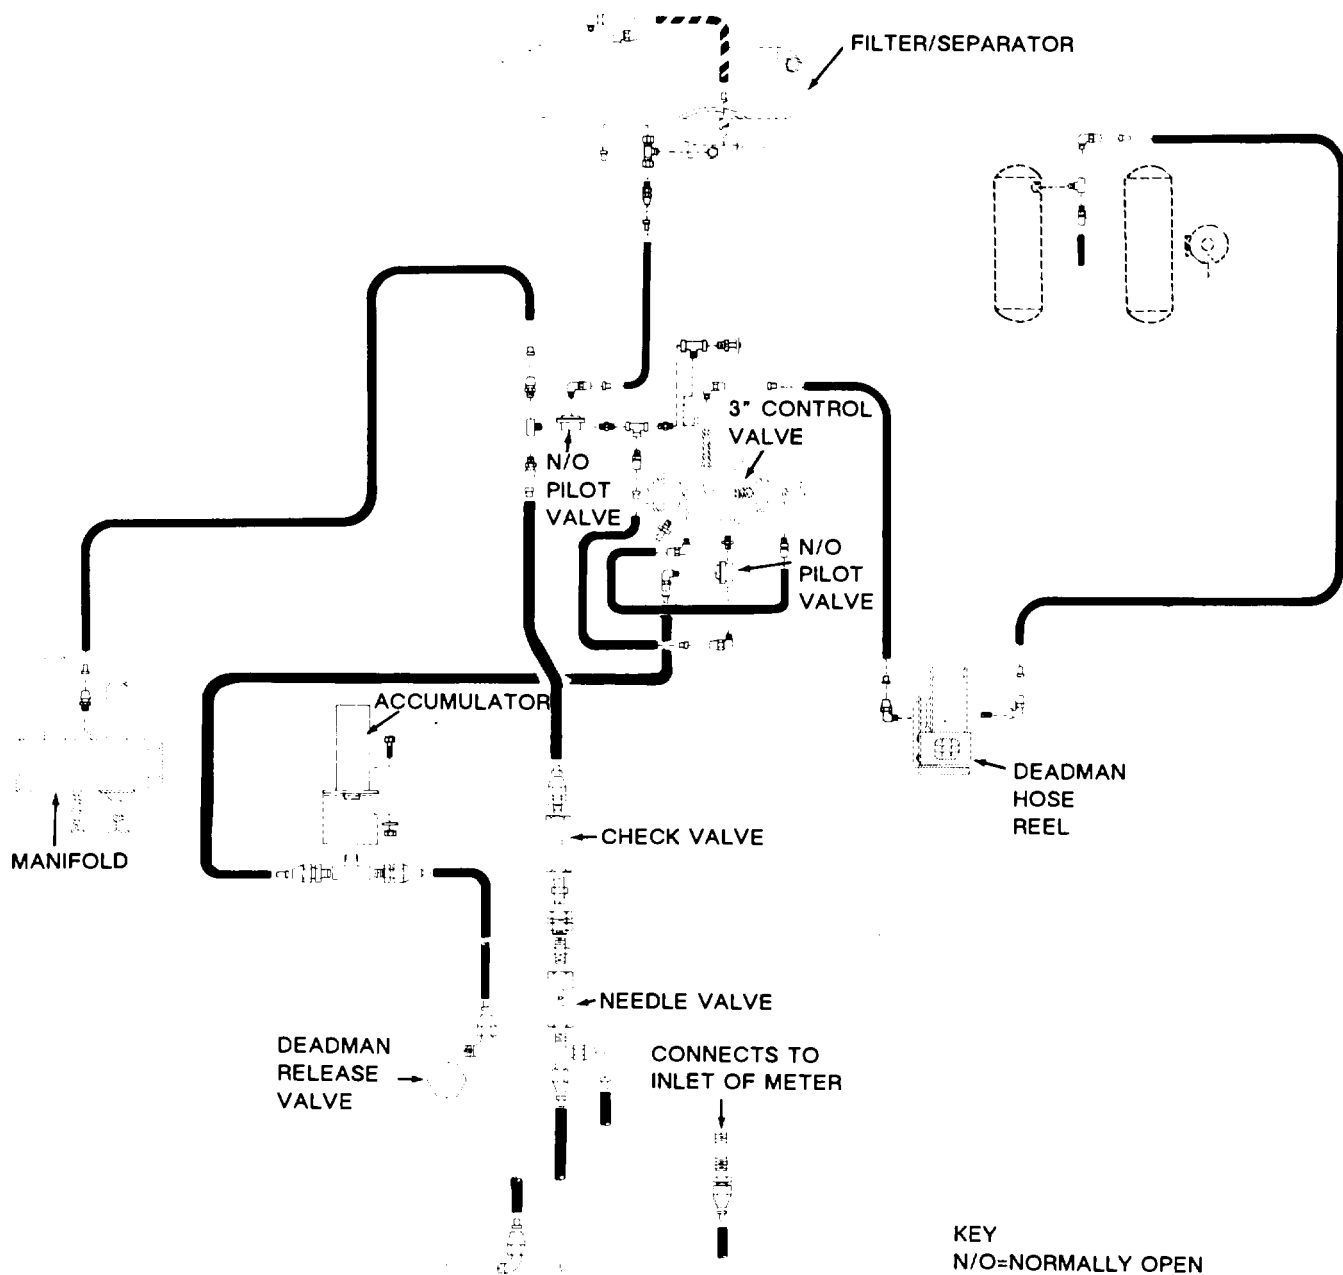 FILTER/SEPARATOR
3" CONTROL
VALVE
N/O
PILOT
VALVE
N/O
PILOT
VALVE
ACCUMULATOR
DEADMAN
HOSE
REEL
MANIFOLD
CHECK VALVE
NEEDLE VALVE
DEADMAN
RELEASE
VALVE
CONNECTS TO
INLET OF METER
KEY
N/O=NORMALLY OPEN